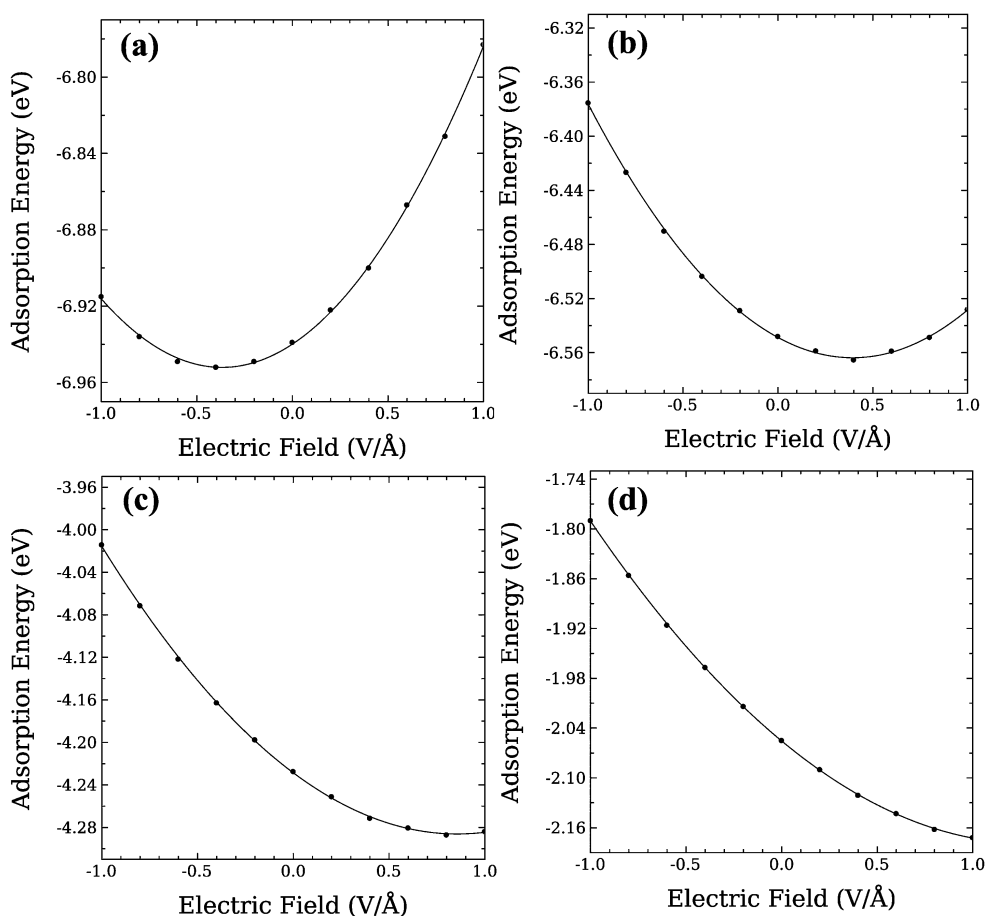 (a)
Adsorption Energy (eV)
-6.80
-6.84
-6.88
-6.92
-6.96
-1.0 -0.5 0.0 0.5 1.0
Electric Field (V/Å)
(b)
Adsorption Energy (eV)
-6.32
-6.36
-6.40
-6.44
-6.48
-6.52
-6.56
-1.0 -0.5 0.0 0.5 1.0
Electric Field (V/Å)
(c)
Adsorption Energy (eV)
-3.96
-4.00
-4.04
-4.08
-4.12
-4.16
-4.20
-4.24
-4.28
-1.0 -0.5 0.0 0.5 1.0
Electric Field (V/Å)
(d)
Adsorption Energy (eV)
-1.74
-1.80
-1.86
-1.92
-1.98
-2.04
-2.10
-2.16
-1.0 -0.5 0.0 0.5 1.0
Electric Field (V/Å)